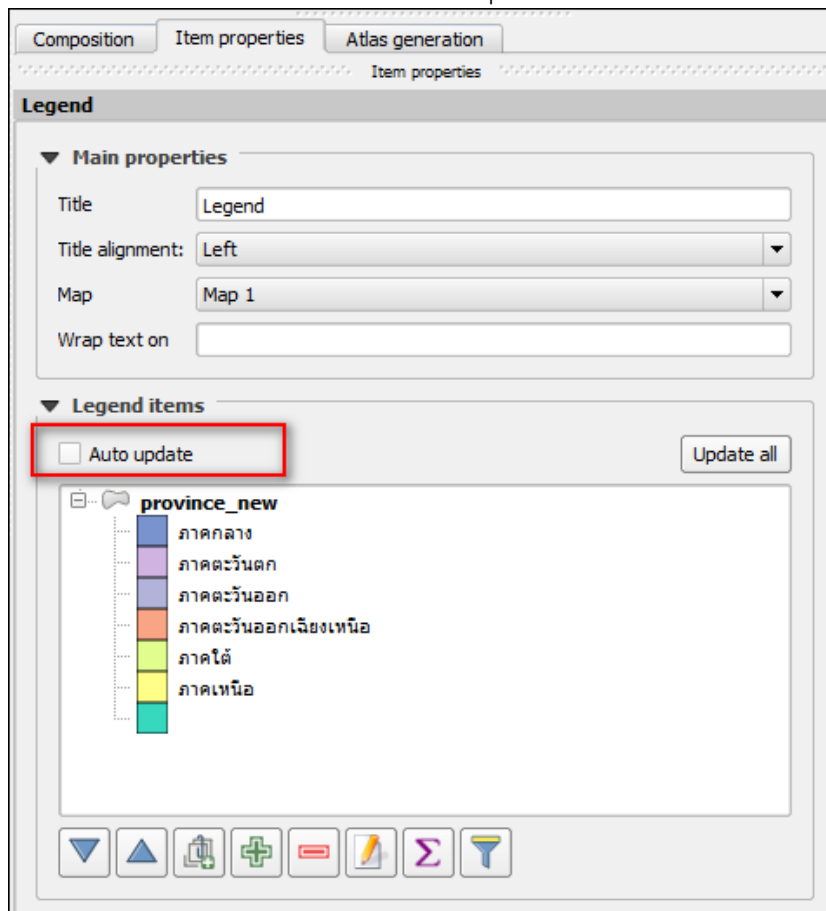 Composition Item properties Atlas generation
Item properties
Legend
Main properties
Title Legend
Title alignment: Left
Map Map 1
Wrap text on
Legend items
Auto update Update all
province_new
ภาคกลาง
ภาคตะวันตก
ภาคตะวันออก
ภาคตะวันออกเฉียงเหนือ
ภาคใต้
ภาคเหนือ